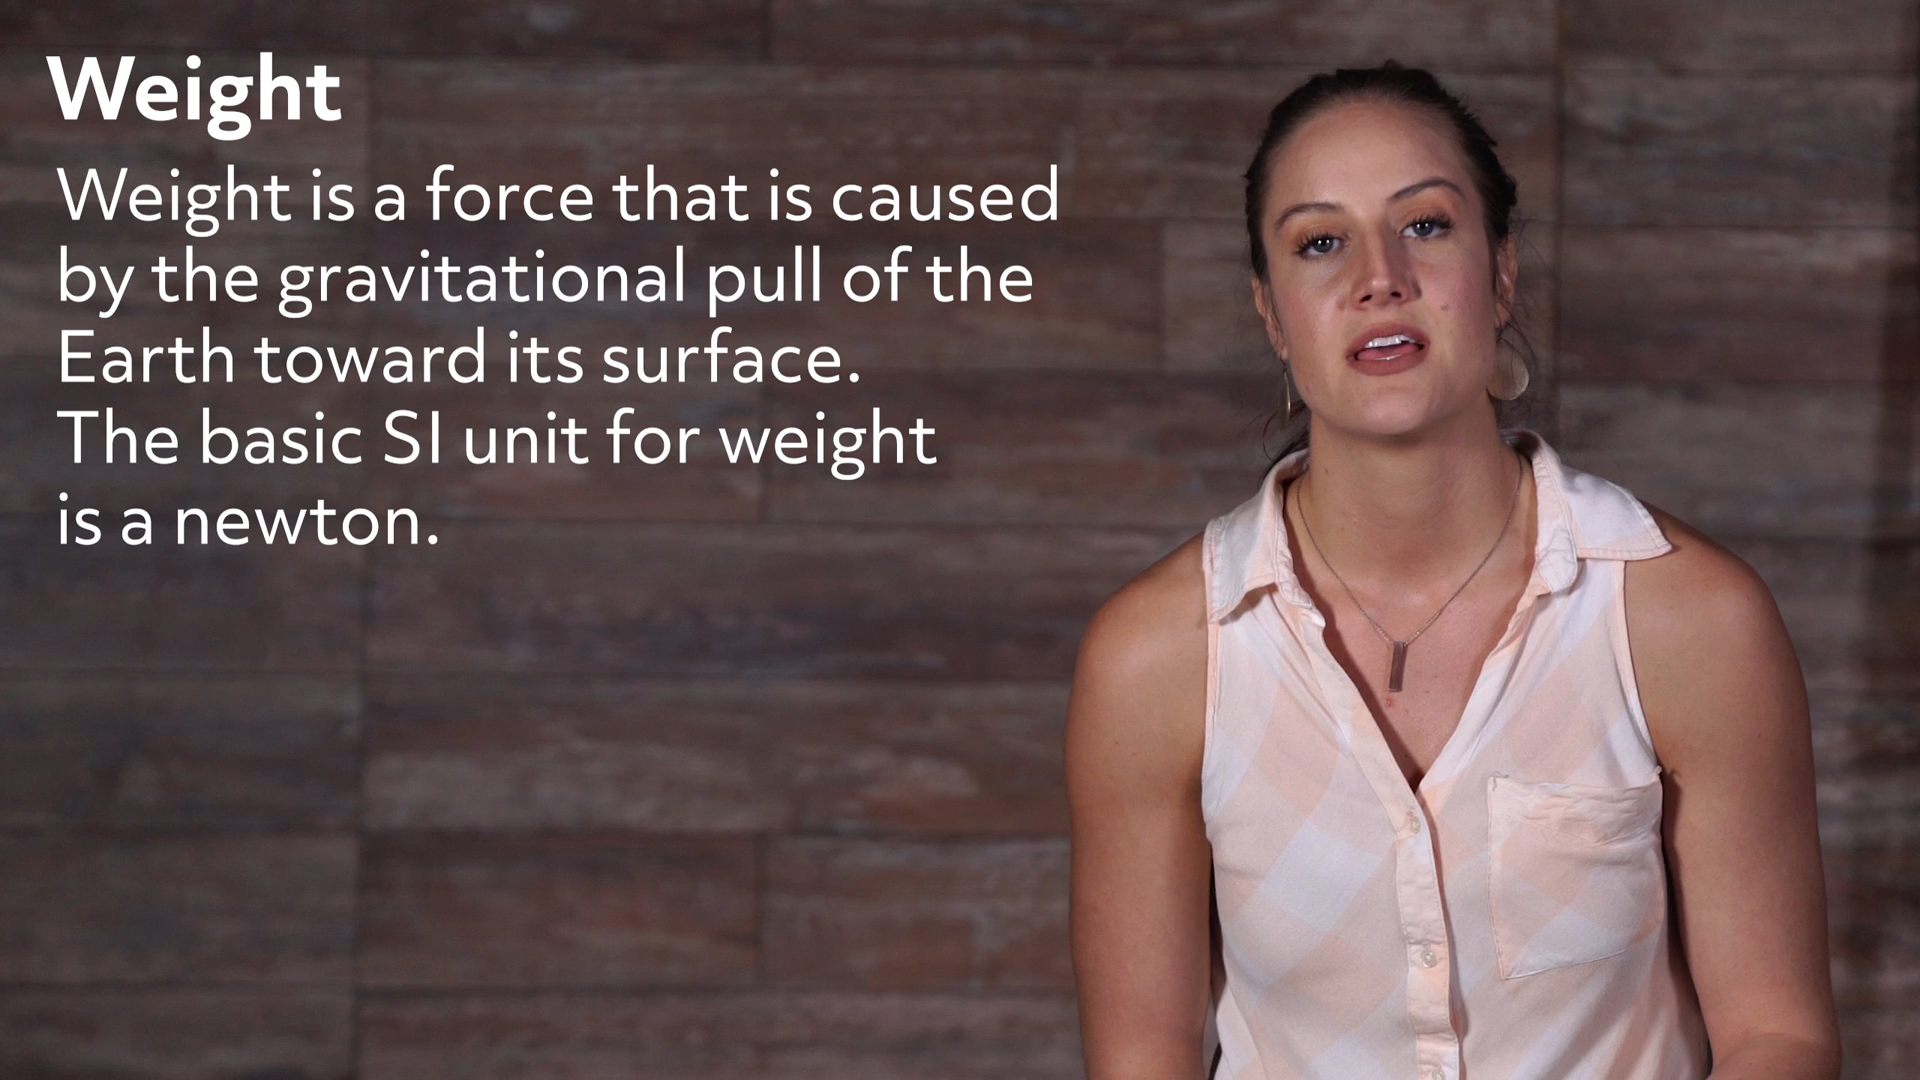 Weight
Weight is a force that is caused
by the gravitational pull of the
Earth toward its surface.
The basic SI unit for weight
is a newton.